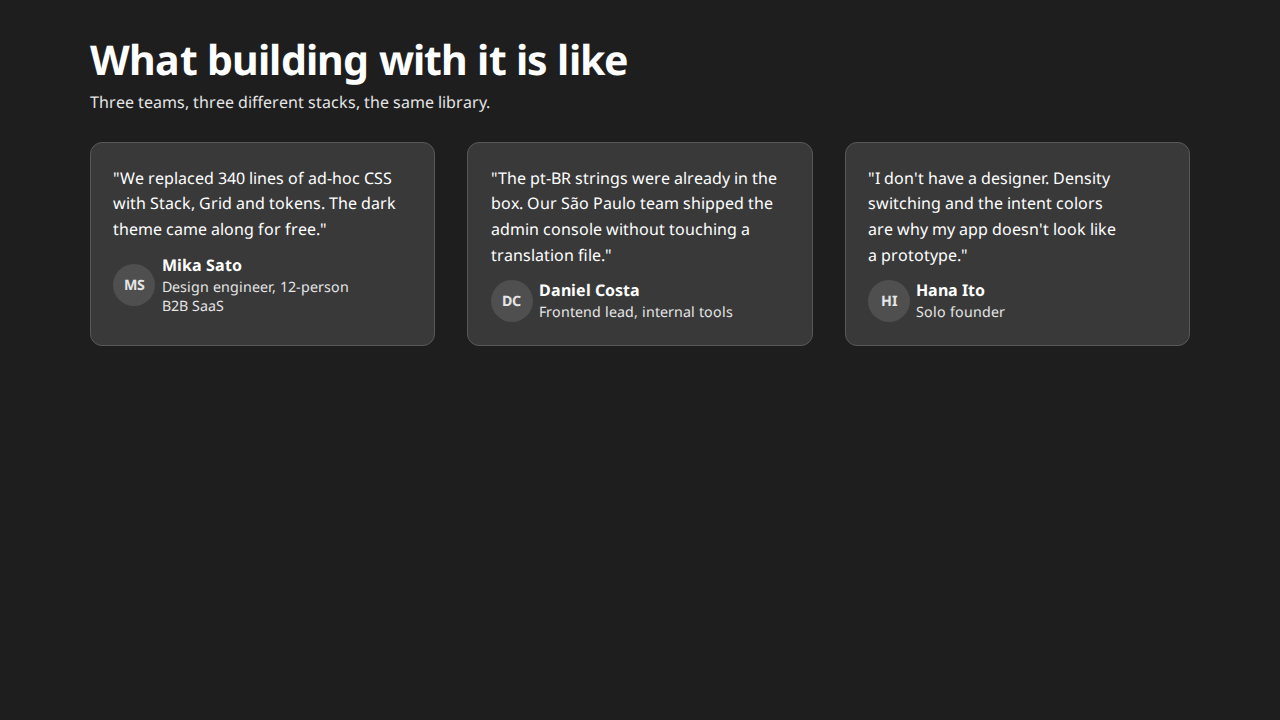 What building with it is like
Three teams, three different stacks, the same library.
"We replaced 340 lines of ad-hoc CSS
with Stack, Grid and tokens. The dark
theme came along for free."
MS
Mika Sato
Design engineer, 12-person
B2B SaaS
"The pt-BR strings were already in the
box. Our São Paulo team shipped the
admin console without touching a
translation file."
DC
Daniel Costa
Frontend lead, internal tools
"I don't have a designer. Density
switching and the intent colors
are why my app doesn't look like
a prototype."
HI
Hana Ito
Solo founder